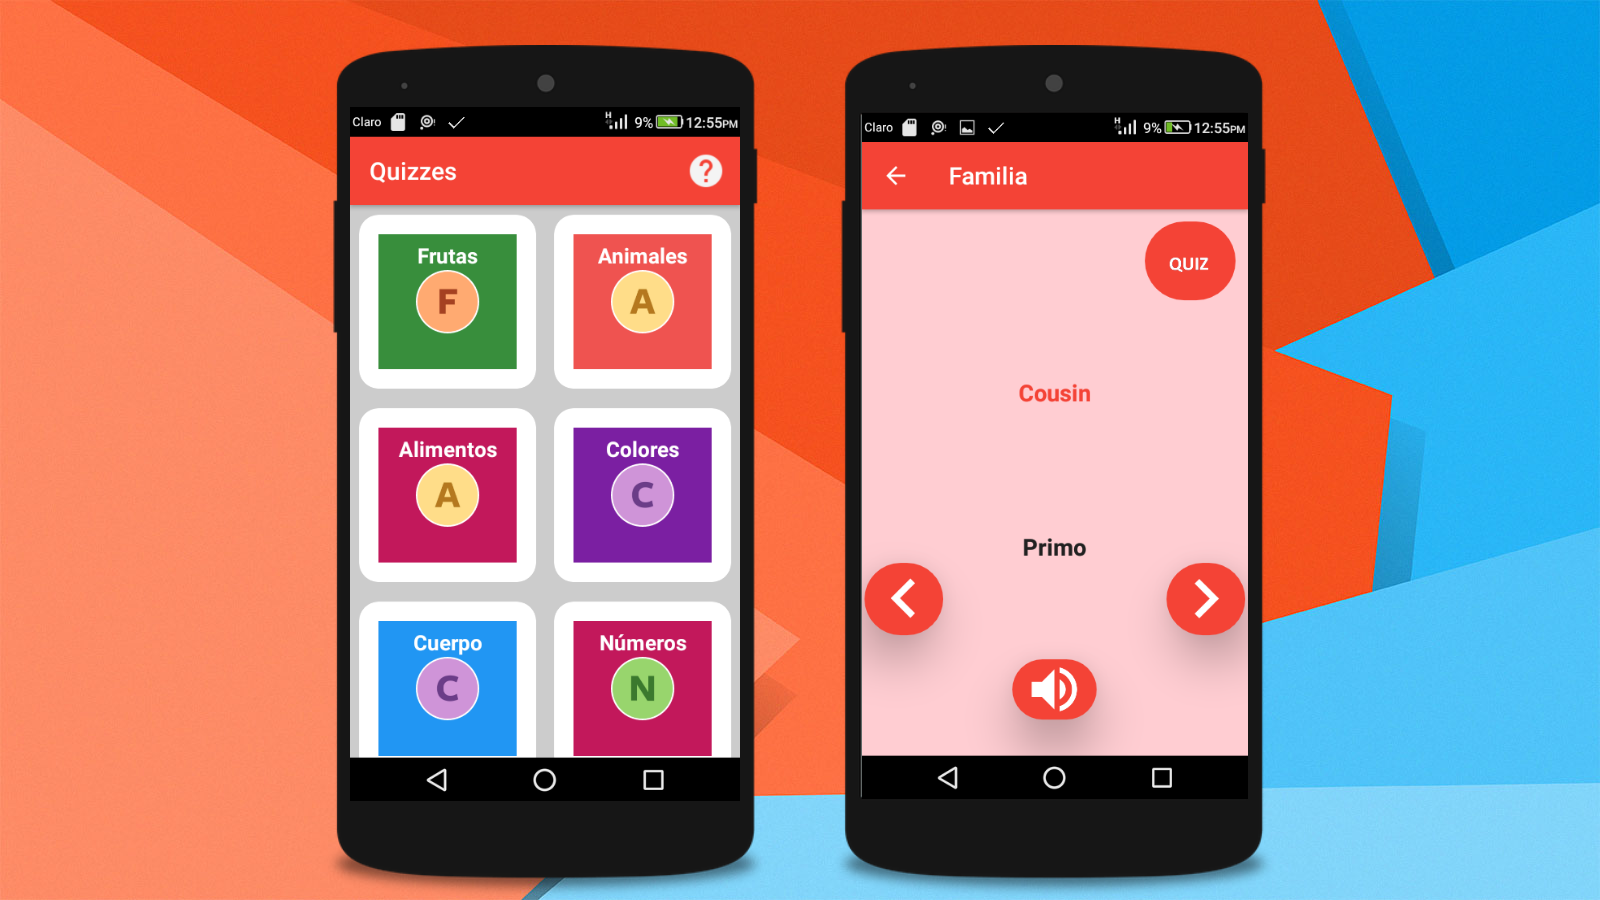 Claro 9% 12:55PM
Quizzes ?
Frutas
F
Animales
A
Alimentos
A
Colores
C
Cuerpo
C
Números
N
Claro H 9% 12:55PM
Familia
QUIZ
Cousin
Primo